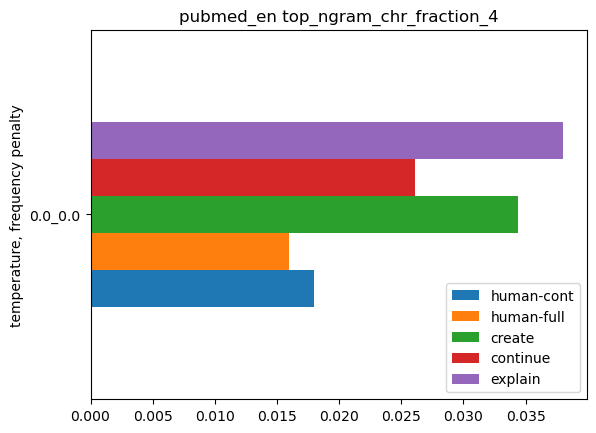 pubmed_en top_ngram_chr_fraction_4
temperature, frequency penalty
0.0_0.0
human-cont
human-full
create
continue
explain
0.000 0.005 0.010 0.015 0.020 0.025 0.030 0.035